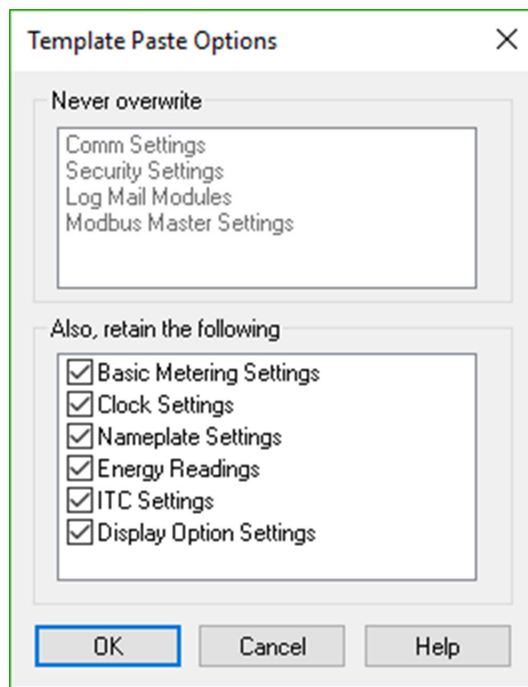 Template Paste Options
Never overwrite
Comm Settings
Security Settings
Log Mail Modules
Modbus Master Settings
Also, retain the following
Basic Metering Settings
Clock Settings
Nameplate Settings
Energy Readings
ITC Settings
Display Option Settings
OK Cancel Help